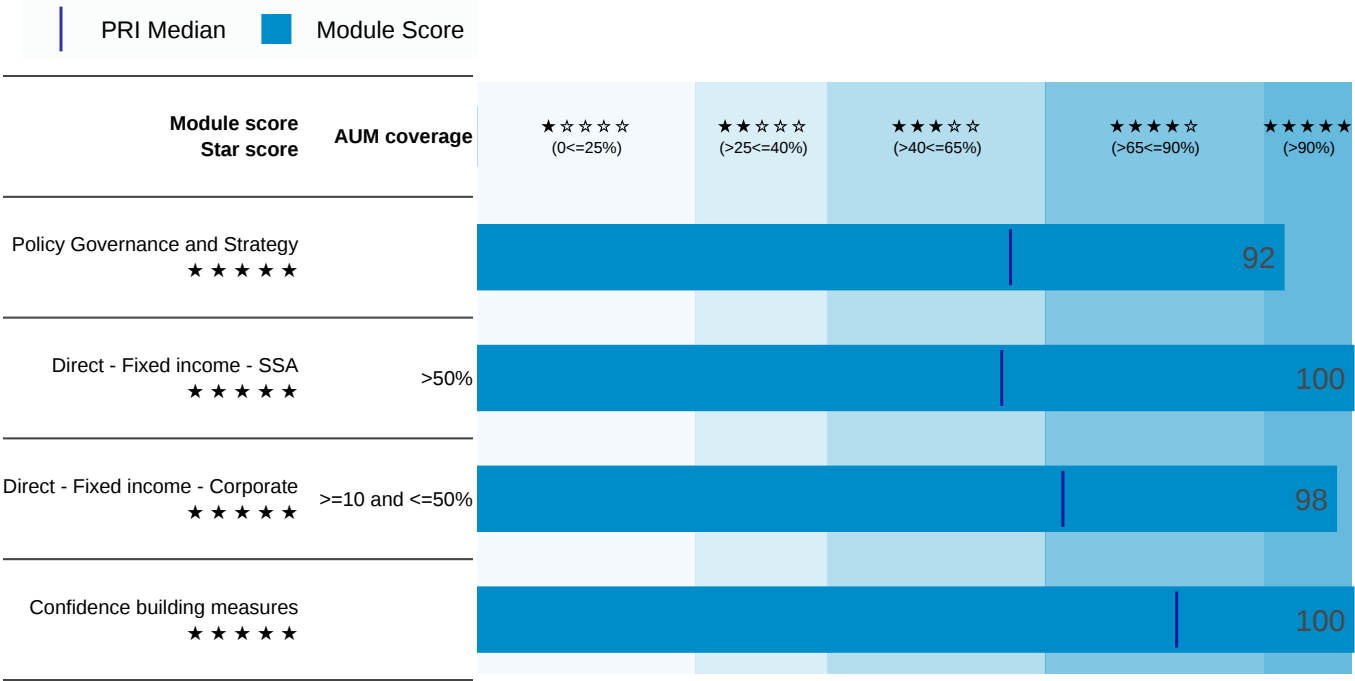 PRI Median Module Score
Module score
Star score
AUM coverage
★☆☆☆☆ ★★☆☆☆ ★★★☆☆ ★★★★☆ ★★★★★
(0<=25%) (>25<=40%) (>40<=65%) (>65<=90%) (>90%)
Policy Governance and Strategy
★★★★★
92
Direct - Fixed income - SSA
★★★★★
>50%
100
Direct - Fixed income - Corporate
★★★★★
>=10 and <=50%
98
Confidence building measures
★★★★★
100